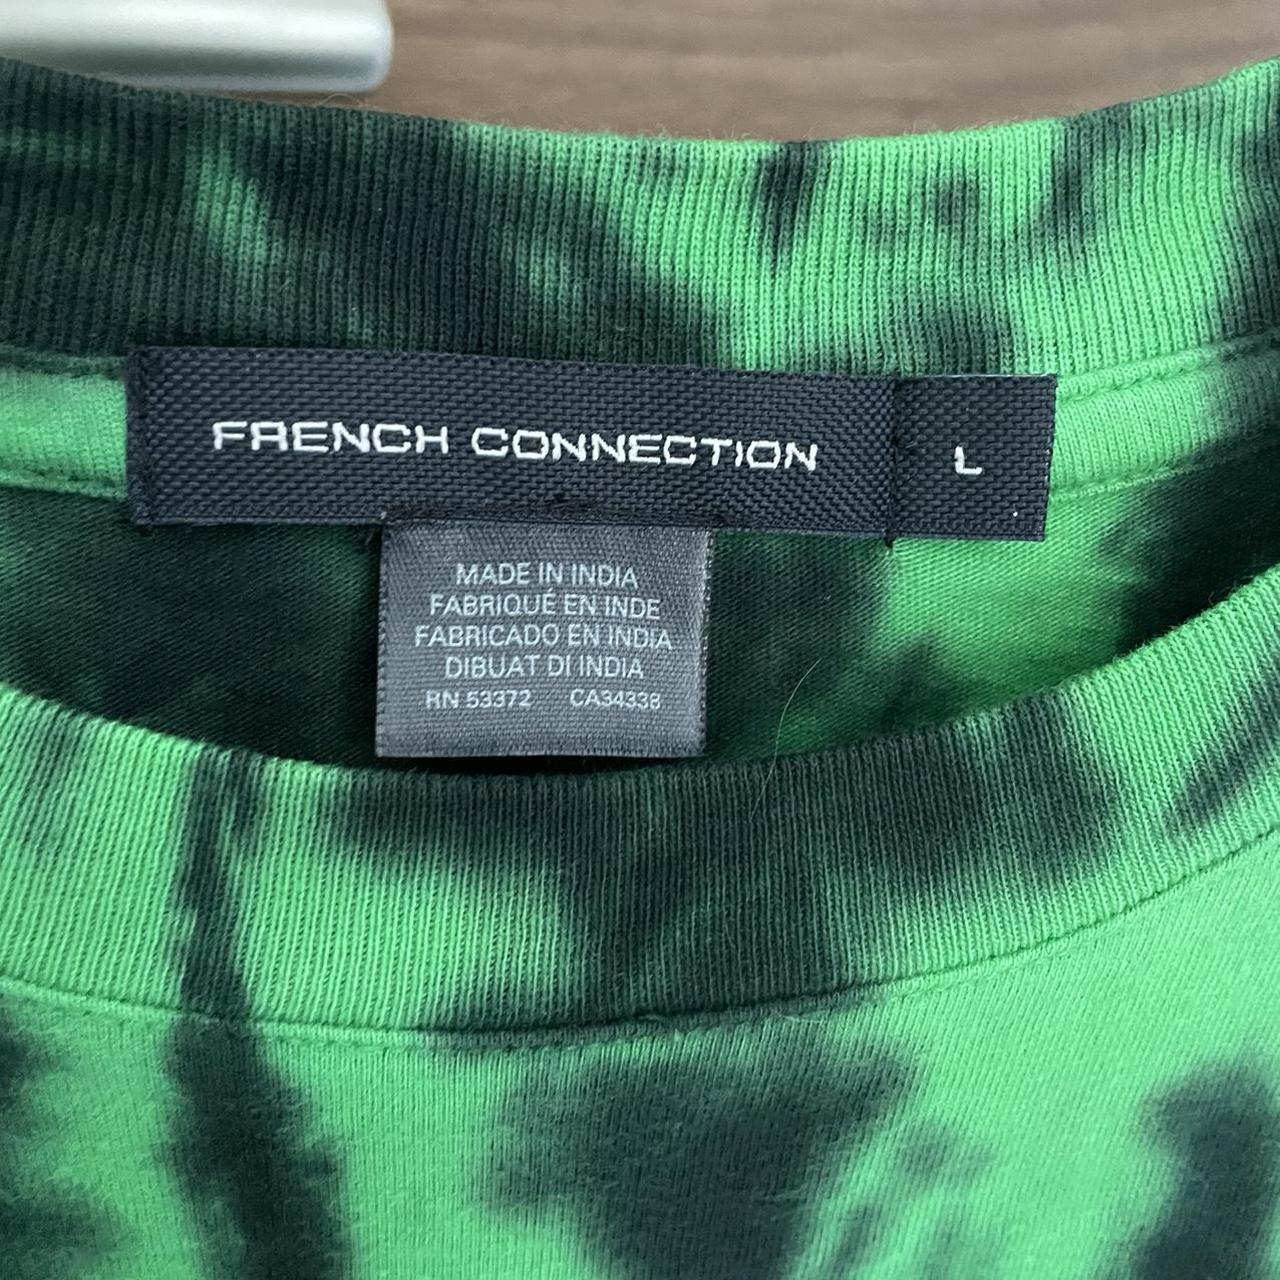 FRENCH CONNECTION L
MADE IN INDIA
FABRIQUÉ EN INDE
FABRICADO EN INDIA
DIBUAT DI INDIA
RN 53372 CA34338